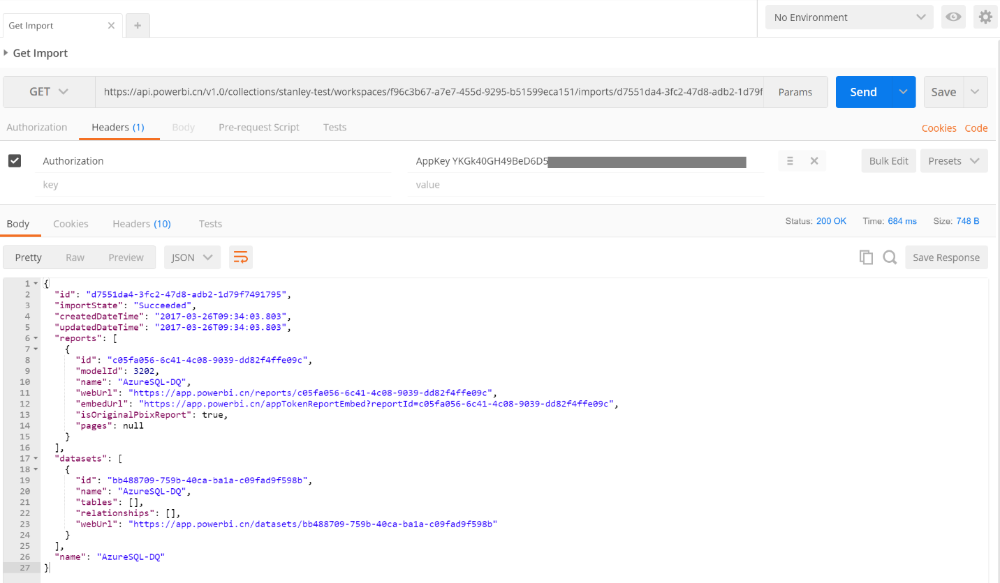 Get Import
No Environment
Get Import
GET https://api.powerbi.cn/v1.0/collections/stanley-test/workspaces/f96c3b67-a7e7-455d-9295-b51599eca151/imports/d7551da4-3fc2-47d8-adb2-1d79f Params Send Save
Authorization Headers (1) Body Pre-request Script Tests Cookies Code
Authorization AppKey YKGk40GH49BeD6D5 Bulk Edit Presets
key value
Body Cookies Headers (10) Tests Status: 200 OK Time: 684 ms Size: 748 B
Pretty Raw Preview JSON Save Response
1 {
2 "id": "d7551da4-3fc2-47d8-adb2-1d79f7491795",
3 "importState": "Succeeded",
4 "createdDateTime": "2017-03-26T09:34:03.803",
5 "updatedDateTime": "2017-03-26T09:34:03.803",
6 "reports": [
7 {
8 "id": "c05fa056-6c41-4c08-9039-dd82f4ffe09c",
9 "modelId": 3202,
10 "name": "AzureSQL-DQ",
11 "webUrl": "https://app.powerbi.cn/reports/c05fa056-6c41-4c08-9039-dd82f4ffe09c",
12 "embedUrl": "https://app.powerbi.cn/appTokenReportEmbed?reportId=c05fa056-6c41-4c08-9039-dd82f4ffe09c",
13 "isOriginalPbixReport": true,
14 "pages": null
15 }
16 ],
17 "datasets": [
18 {
19 "id": "bb488709-759b-40ca-ba1a-c09fad9f598b",
20 "name": "AzureSQL-DQ",
21 "tables": [],
22 "relationships": [],
23 "webUrl": "https://app.powerbi.cn/datasets/bb488709-759b-40ca-ba1a-c09fad9f598b"
24 }
25 ],
26 "name": "AzureSQL-DQ"
27 }